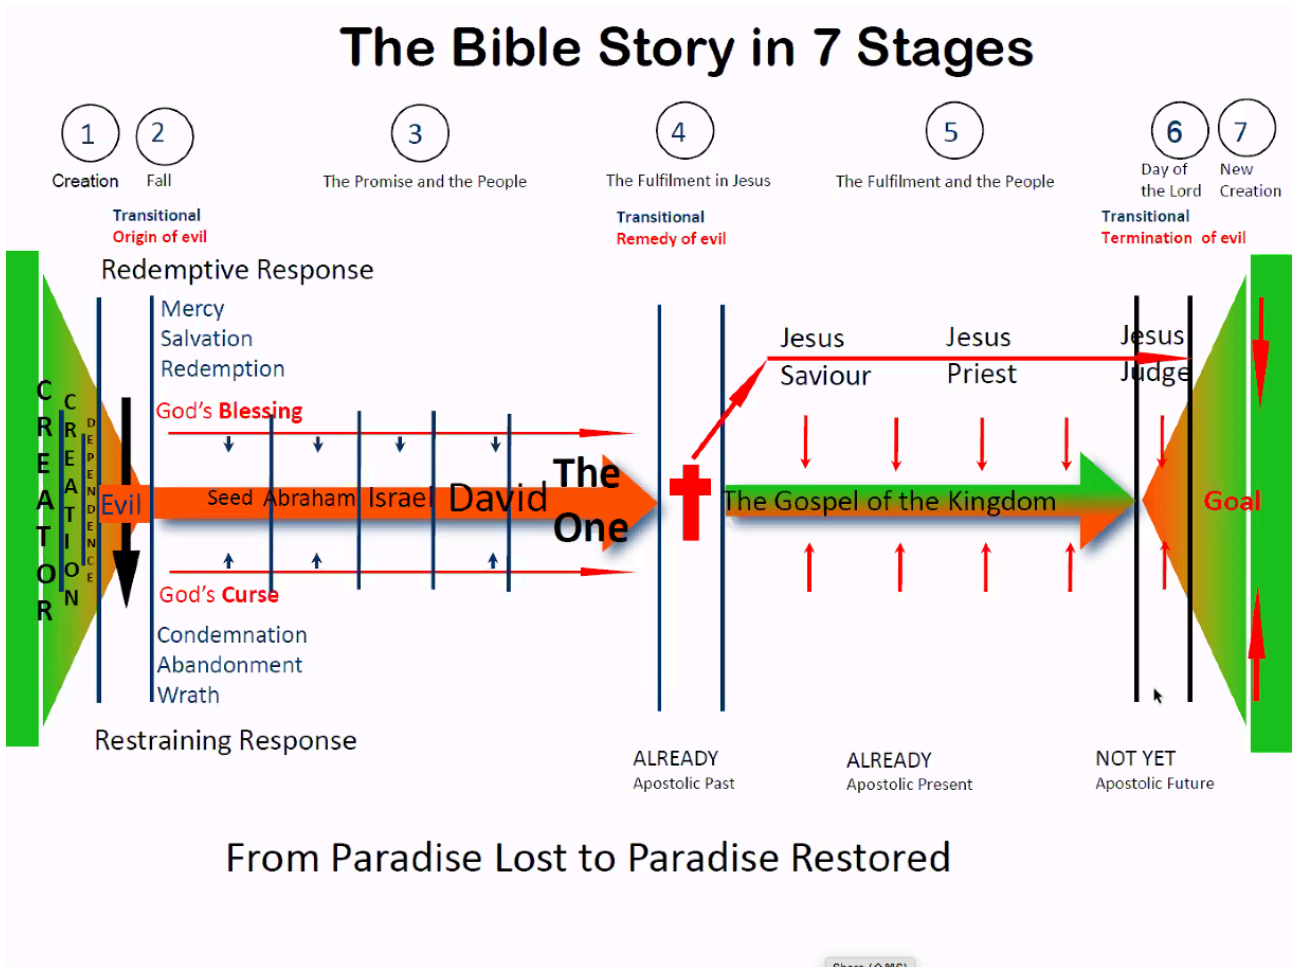 The Bible Story in 7 Stages
1
2
3
4
5
6
7
Creation
Fall
The Promise and the People
The Fulfilment in Jesus
The Fulfilment and the People
Day of
the Lord
New
Creation
Transitional
Origin of evil
Transitional
Remedy of evil
Transitional
Termination of evil
Redemptive Response
Mercy
Salvation
Redemption
God's Blessing
CREATOR
CREATION
DEPENDENCE
Evil
Seed
Abraham
Israel
David
The
One
God's Curse
Condemnation
Abandonment
Wrath
Restraining Response
Jesus
Saviour
Jesus
Priest
Jesus
Judge
The Gospel of the Kingdom
Goal
ALREADY
Apostolic Past
ALREADY
Apostolic Present
NOT YET
Apostolic Future
From Paradise Lost to Paradise Restored